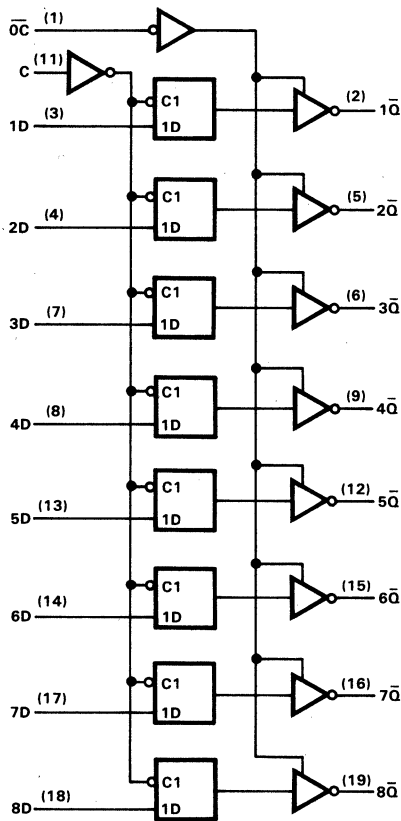 O̅C̅ (1)
C (11)
C1
1D (3) 1D (2) 1Q̅
C1
2D (4) 1D (5) 2Q̅
C1
3D (7) 1D (6) 3Q̅
C1
4D (8) 1D (9) 4Q̅
C1
5D (13) 1D (12) 5Q̅
C1
6D (14) 1D (15) 6Q̅
C1
7D (17) 1D (16) 7Q̅
C1
8D (18) 1D (19) 8Q̅